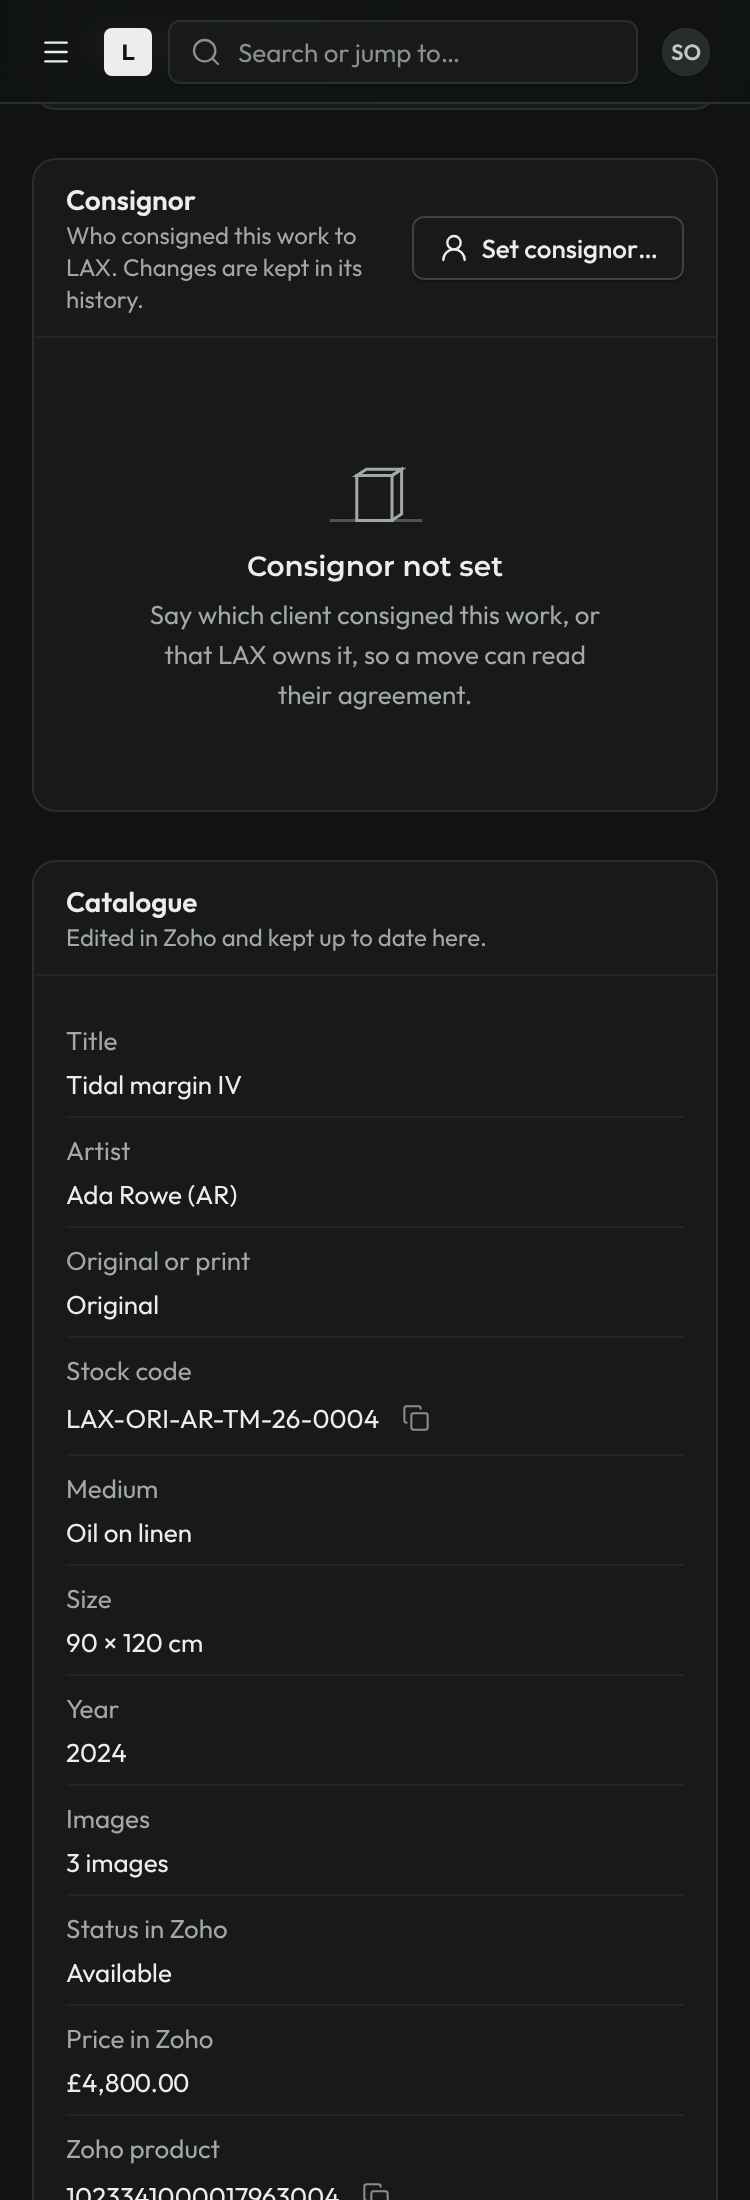 L
Search or jump to...
SO
Consignor
Who consigned this work to
LAX. Changes are kept in its
history.
Set consignor...
Consignor not set
Say which client consigned this work, or
that LAX owns it, so a move can read
their agreement.
Catalogue
Edited in Zoho and kept up to date here.
Title
Tidal margin IV
Artist
Ada Rowe (AR)
Original or print
Original
Stock code
LAX-ORI-AR-TM-26-0004
Medium
Oil on linen
Size
90 × 120 cm
Year
2024
Images
3 images
Status in Zoho
Available
Price in Zoho
£4,800.00
Zoho product
1023341000017963004